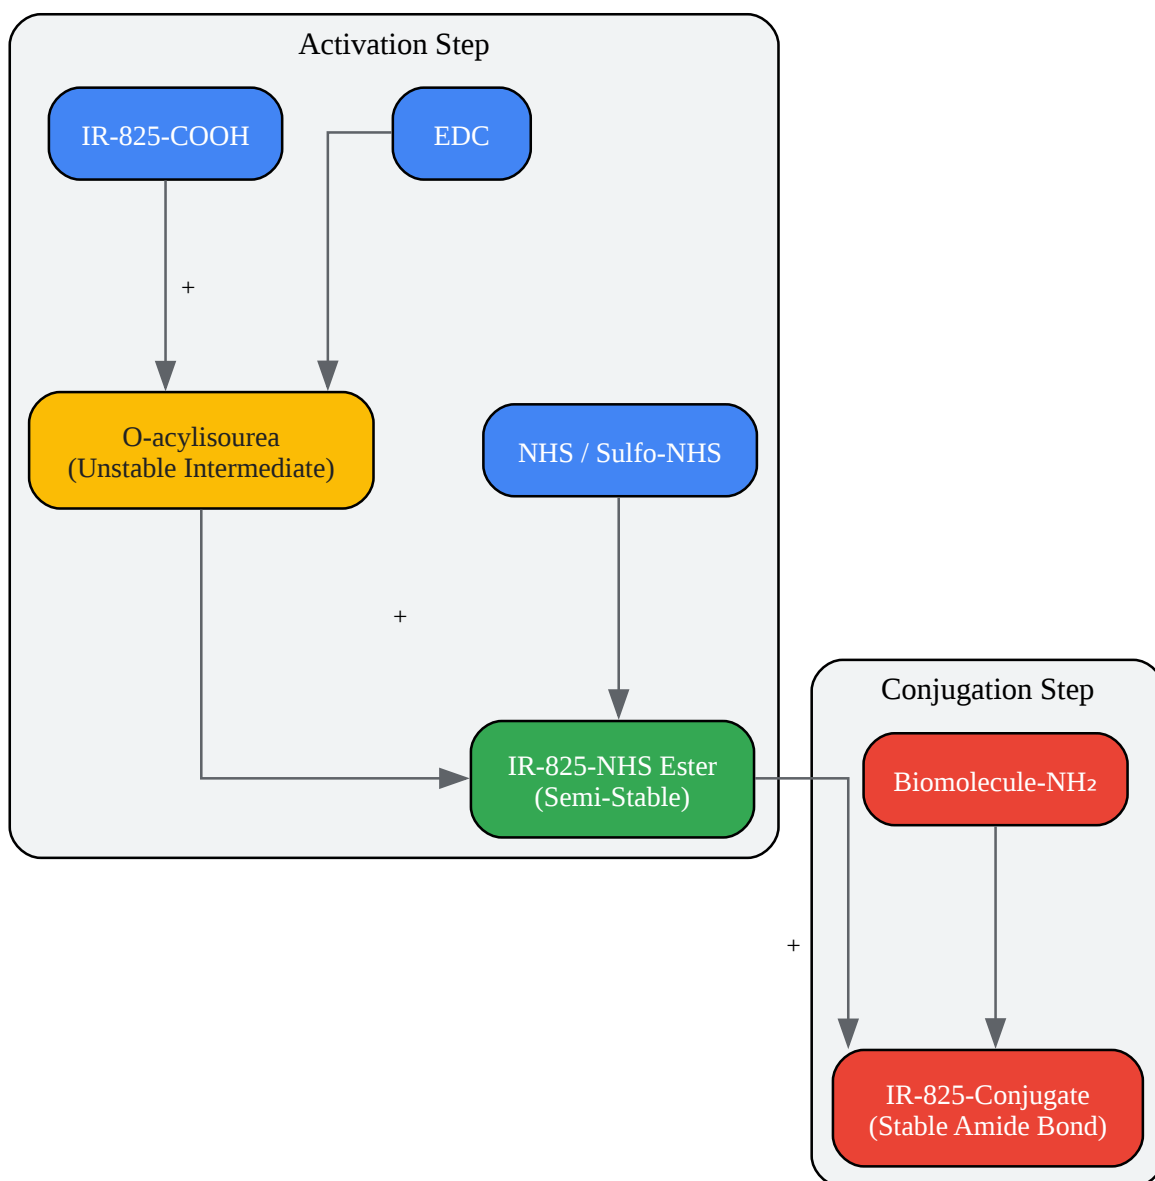 Activation Step
IR-825-COOH
EDC
+
O-acylisourea
(Unstable Intermediate)
NHS / Sulfo-NHS
+
IR-825-NHS Ester
(Semi-Stable)
Conjugation Step
Biomolecule-NH₂
+
IR-825-Conjugate
(Stable Amide Bond)